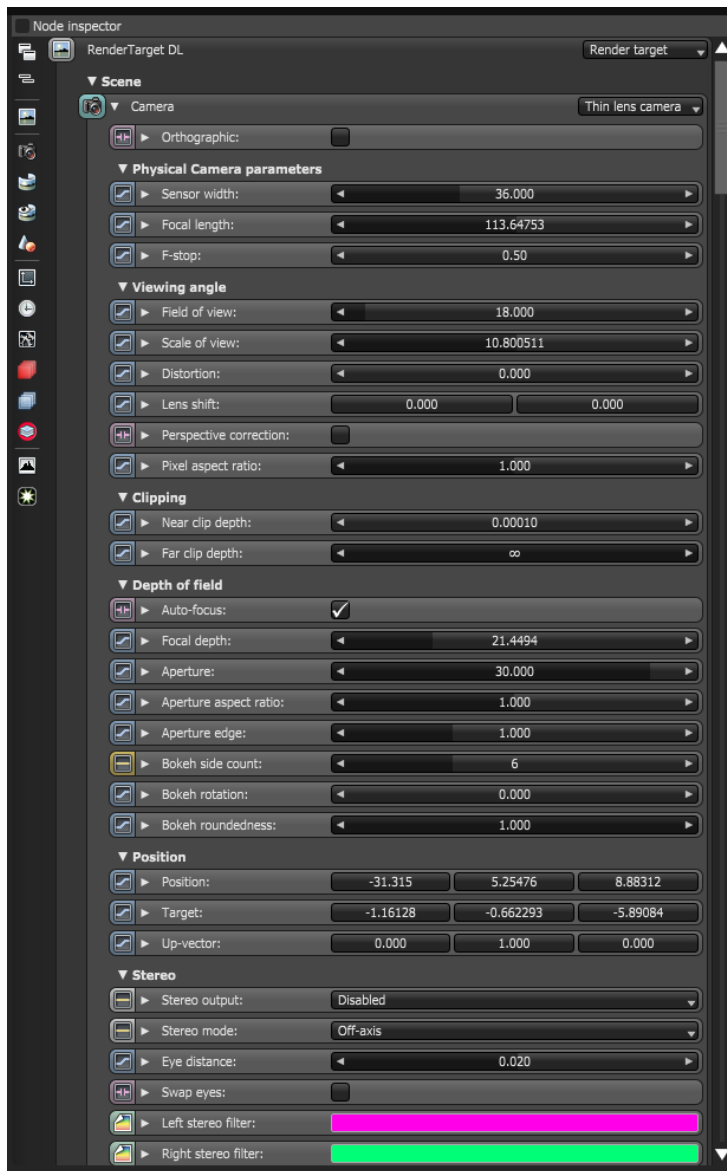 Node inspector
RenderTarget DL Render target
Scene
Camera Thin lens camera
Orthographic:
Physical Camera parameters
Sensor width: 36.000
Focal length: 113.64753
F-stop: 0.50
Viewing angle
Field of view: 18.000
Scale of view: 10.800511
Distortion: 0.000
Lens shift: 0.000 0.000
Perspective correction:
Pixel aspect ratio: 1.000
Clipping
Near clip depth: 0.00010
Far clip depth: ∞
Depth of field
Auto-focus:
Focal depth: 21.4494
Aperture: 30.000
Aperture aspect ratio: 1.000
Aperture edge: 1.000
Bokeh side count: 6
Bokeh rotation: 0.000
Bokeh roundedness: 1.000
Position
Position: -31.315 5.25476 8.88312
Target: -1.16128 -0.662293 -5.89084
Up-vector: 0.000 1.000 0.000
Stereo
Stereo output: Disabled
Stereo mode: Off-axis
Eye distance: 0.020
Swap eyes:
Left stereo filter:
Right stereo filter: